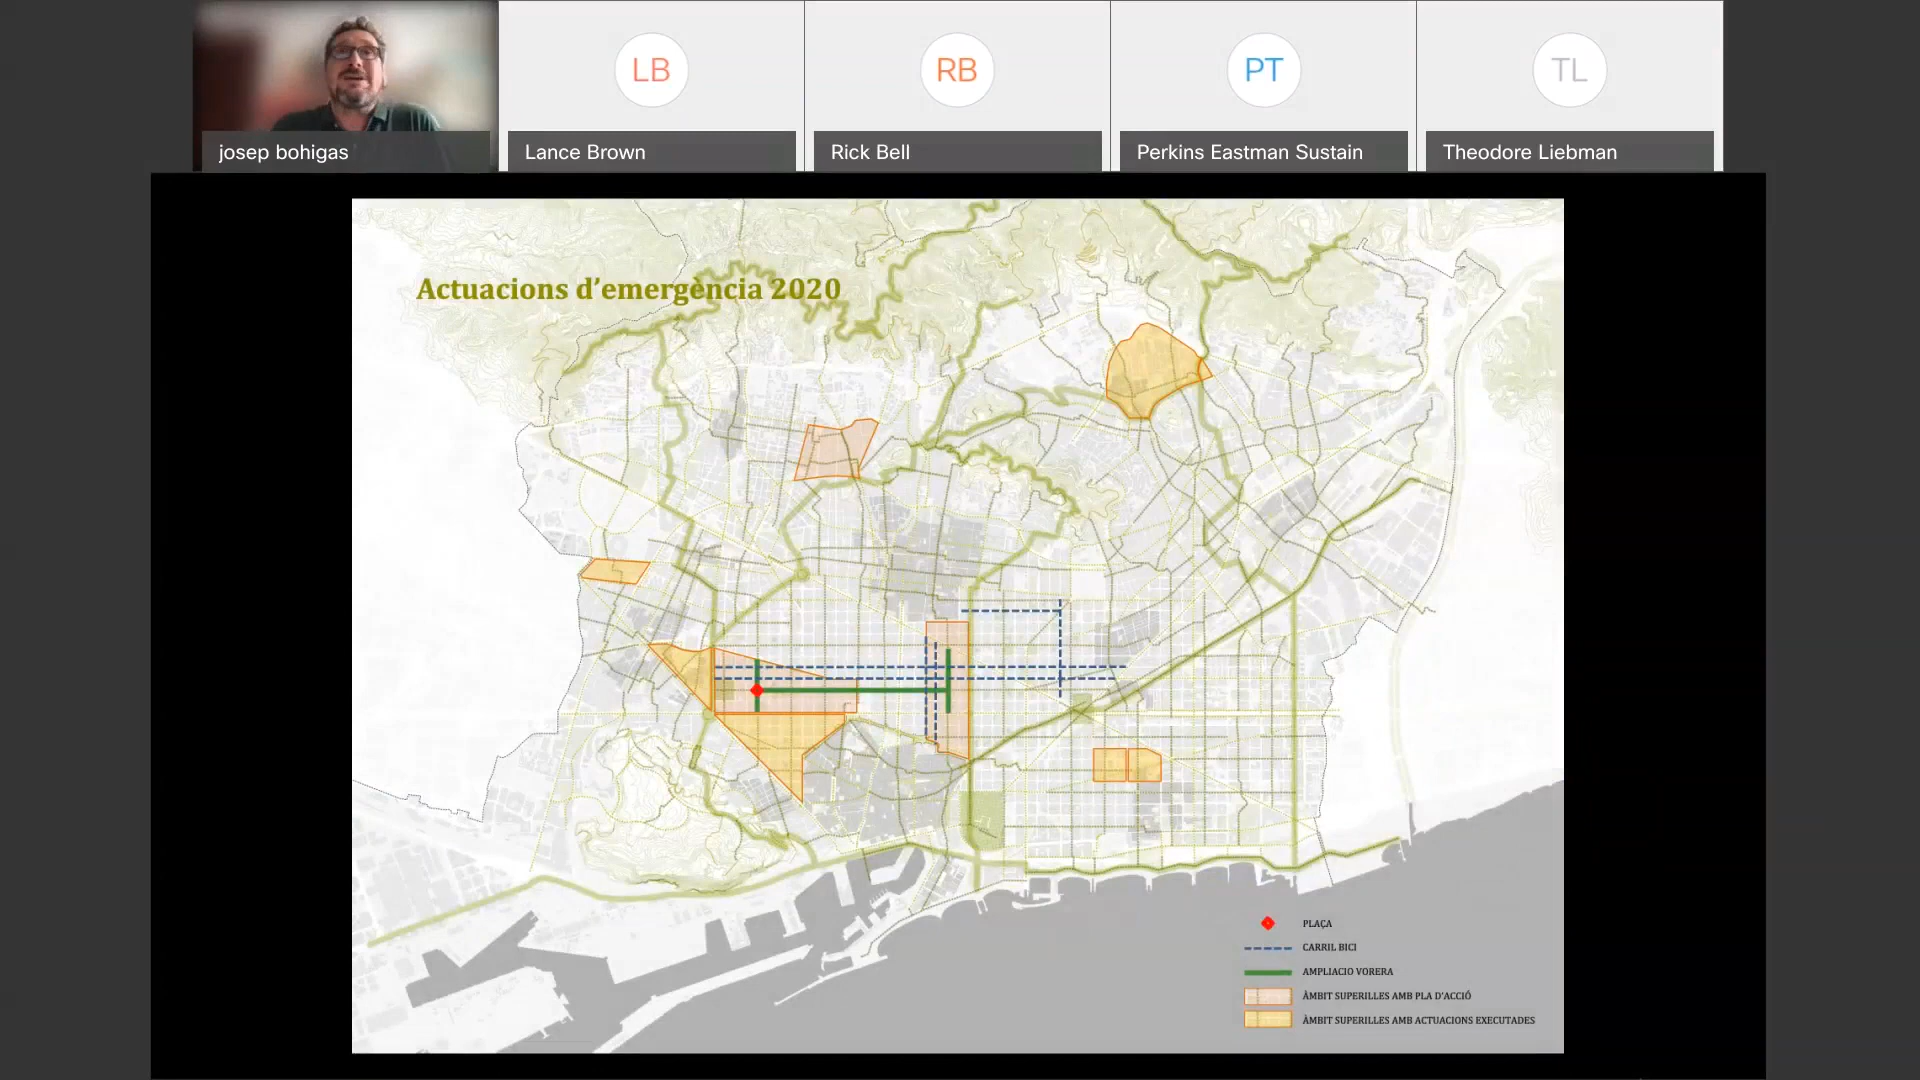 LB
RB
PT
TL
josep bohigas
Lance Brown
Rick Bell
Perkins Eastman Sustain
Theodore Liebman
Actuacions d’emergència 2020
PLAÇA
CARRIL BICI
AMPLIACIO VORERA
ÀMBIT SUPERILLES AMB PLA D’ACCIÓ
ÀMBIT SUPERILLES AMB ACTUACIONS EXECUTADES